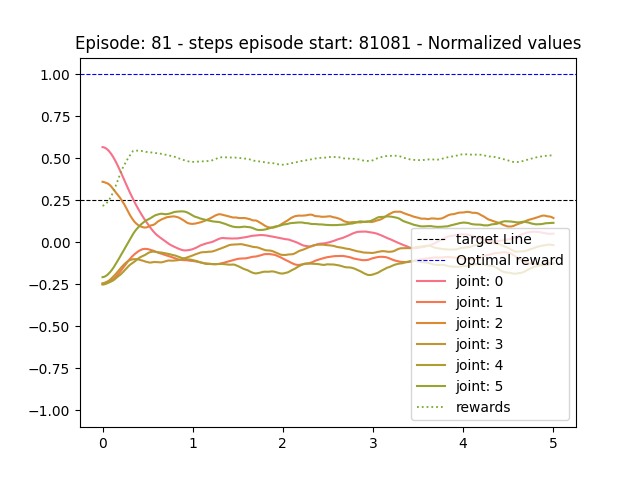 Episode: 81 - steps episode start: 81081 - Normalized values
1.00
0.75
0.50
0.25
0.00
−0.25
−0.50
−0.75
−1.00
target Line
Optimal reward
joint: 0
joint: 1
joint: 2
joint: 3
joint: 4
joint: 5
rewards
0 1 2 3 4 5